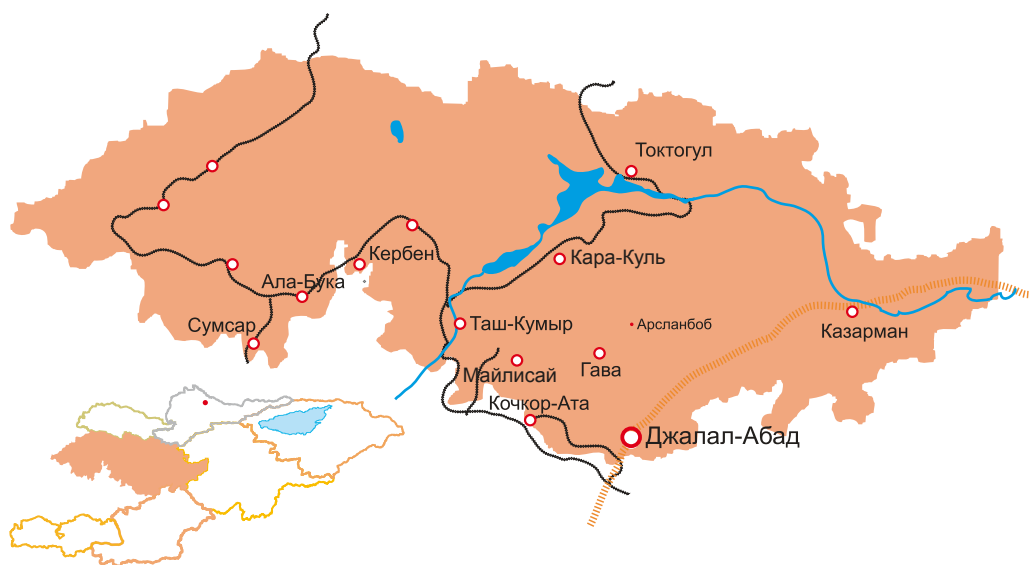 Токтогул
Кербен
Кара-Куль
Ала-Бука
Сумсар
Таш-Кумыр
Арсланбоб
Казарман
Майлисай
Гава
Кочкор-Ата
Джалал-Абад